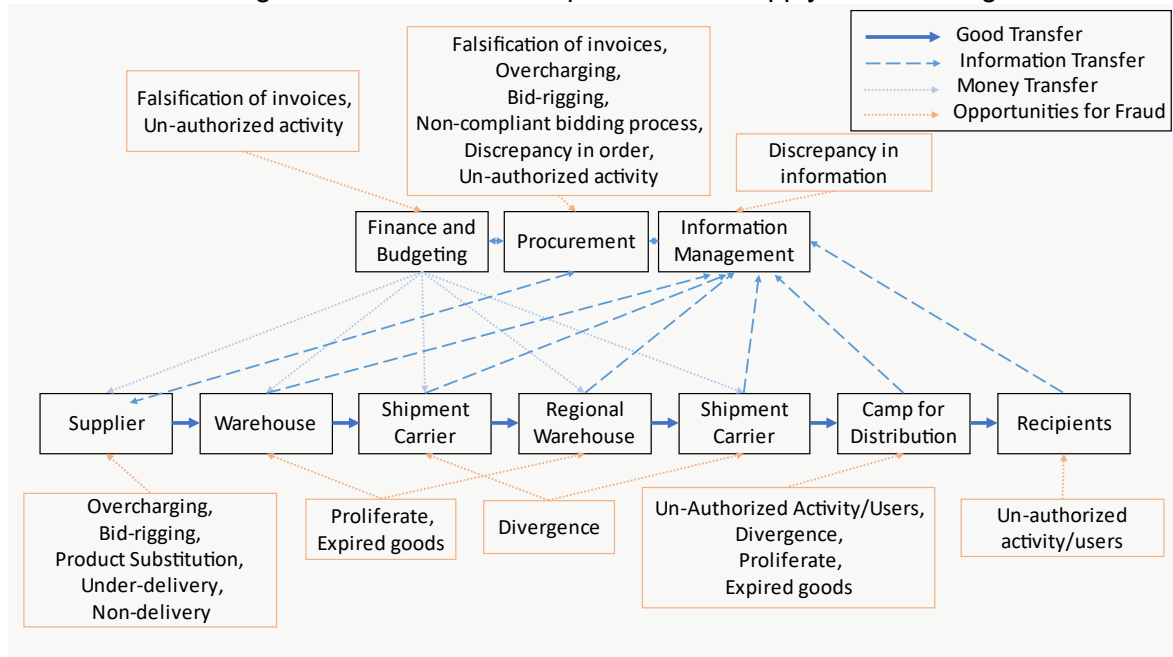 Falsification of invoices,
Un-authorized activity
Falsification of invoices,
Overcharging,
Bid-rigging,
Non-compliant bidding process,
Discrepancy in order,
Un-authorized activity
Discrepancy in
information
Good Transfer
Information Transfer
Money Transfer
Opportunities for Fraud
Finance and
Budgeting
Procurement
Information
Management
Supplier
Warehouse
Shipment
Carrier
Regional
Warehouse
Shipment
Carrier
Camp for
Distribution
Recipients
Overcharging,
Bid-rigging,
Product Substitution,
Under-delivery,
Non-delivery
Proliferate,
Expired goods
Divergence
Un-Authorized Activity/Users,
Divergence,
Proliferate,
Expired goods
Un-authorized
activity/users